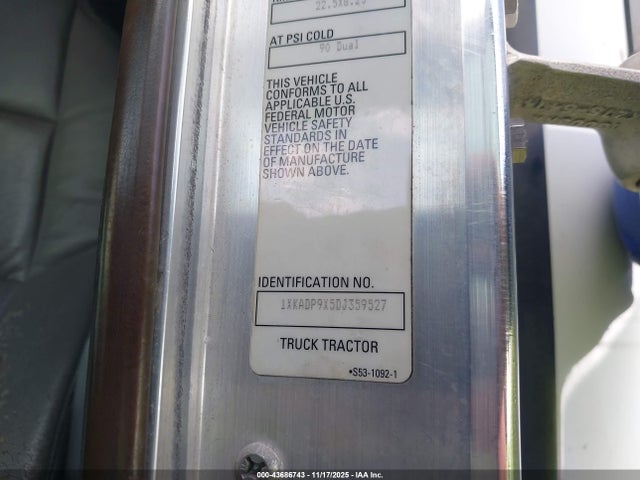 22.5X8.25
AT PSI COLD
90 Dual
THIS VEHICLE
CONFORMS TO ALL
APPLICABLE U.S.
FEDERAL MOTOR
VEHICLE SAFETY
STANDARDS IN
EFFECT ON THE DATE
OF MANUFACTURE
SHOWN ABOVE.
IDENTIFICATION NO.
1XKADP9X5DJ359527
TRUCK TRACTOR
•S53-1092-1
000-43686743 — 11/17/2025 — IAA Inc.